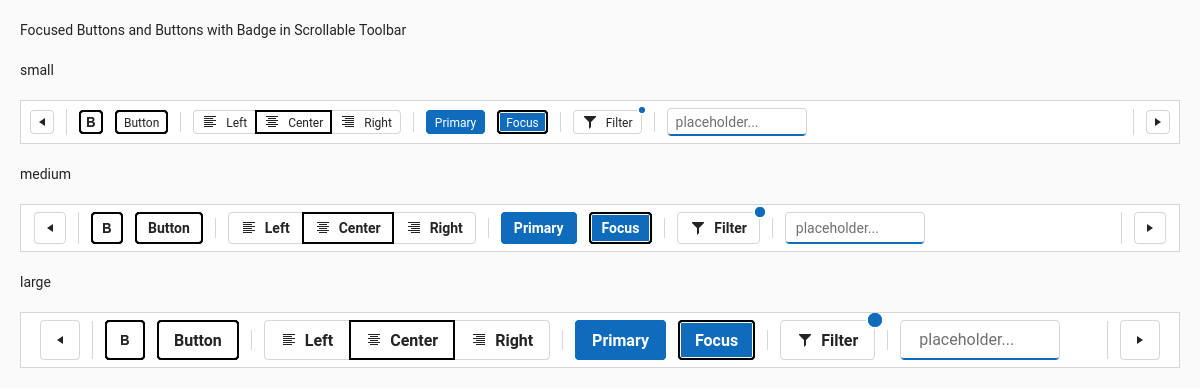 Focused Buttons and Buttons with Badge in Scrollable Toolbar
small
B Button Left Center Right Primary Focus Filter placeholder...
medium
B Button Left Center Right Primary Focus Filter placeholder...
large
B Button Left Center Right Primary Focus Filter placeholder...